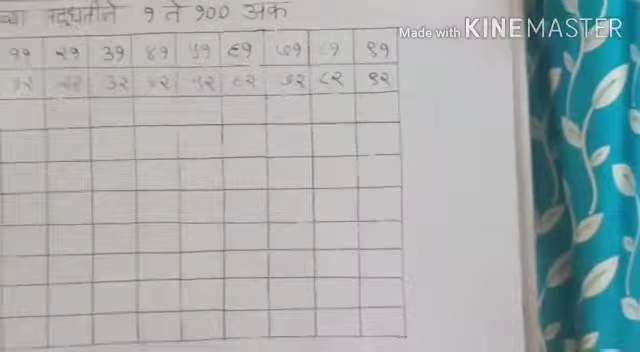 च्या पद्धतीने १ ते १०० अंक
Made with KINEMASTER
११ २१ ३१ ४१ ५१ ६१ ७१ ८१ ९१
१२ २२ ३२ ४२ ५२ ६२ ७२ ८२ ९२